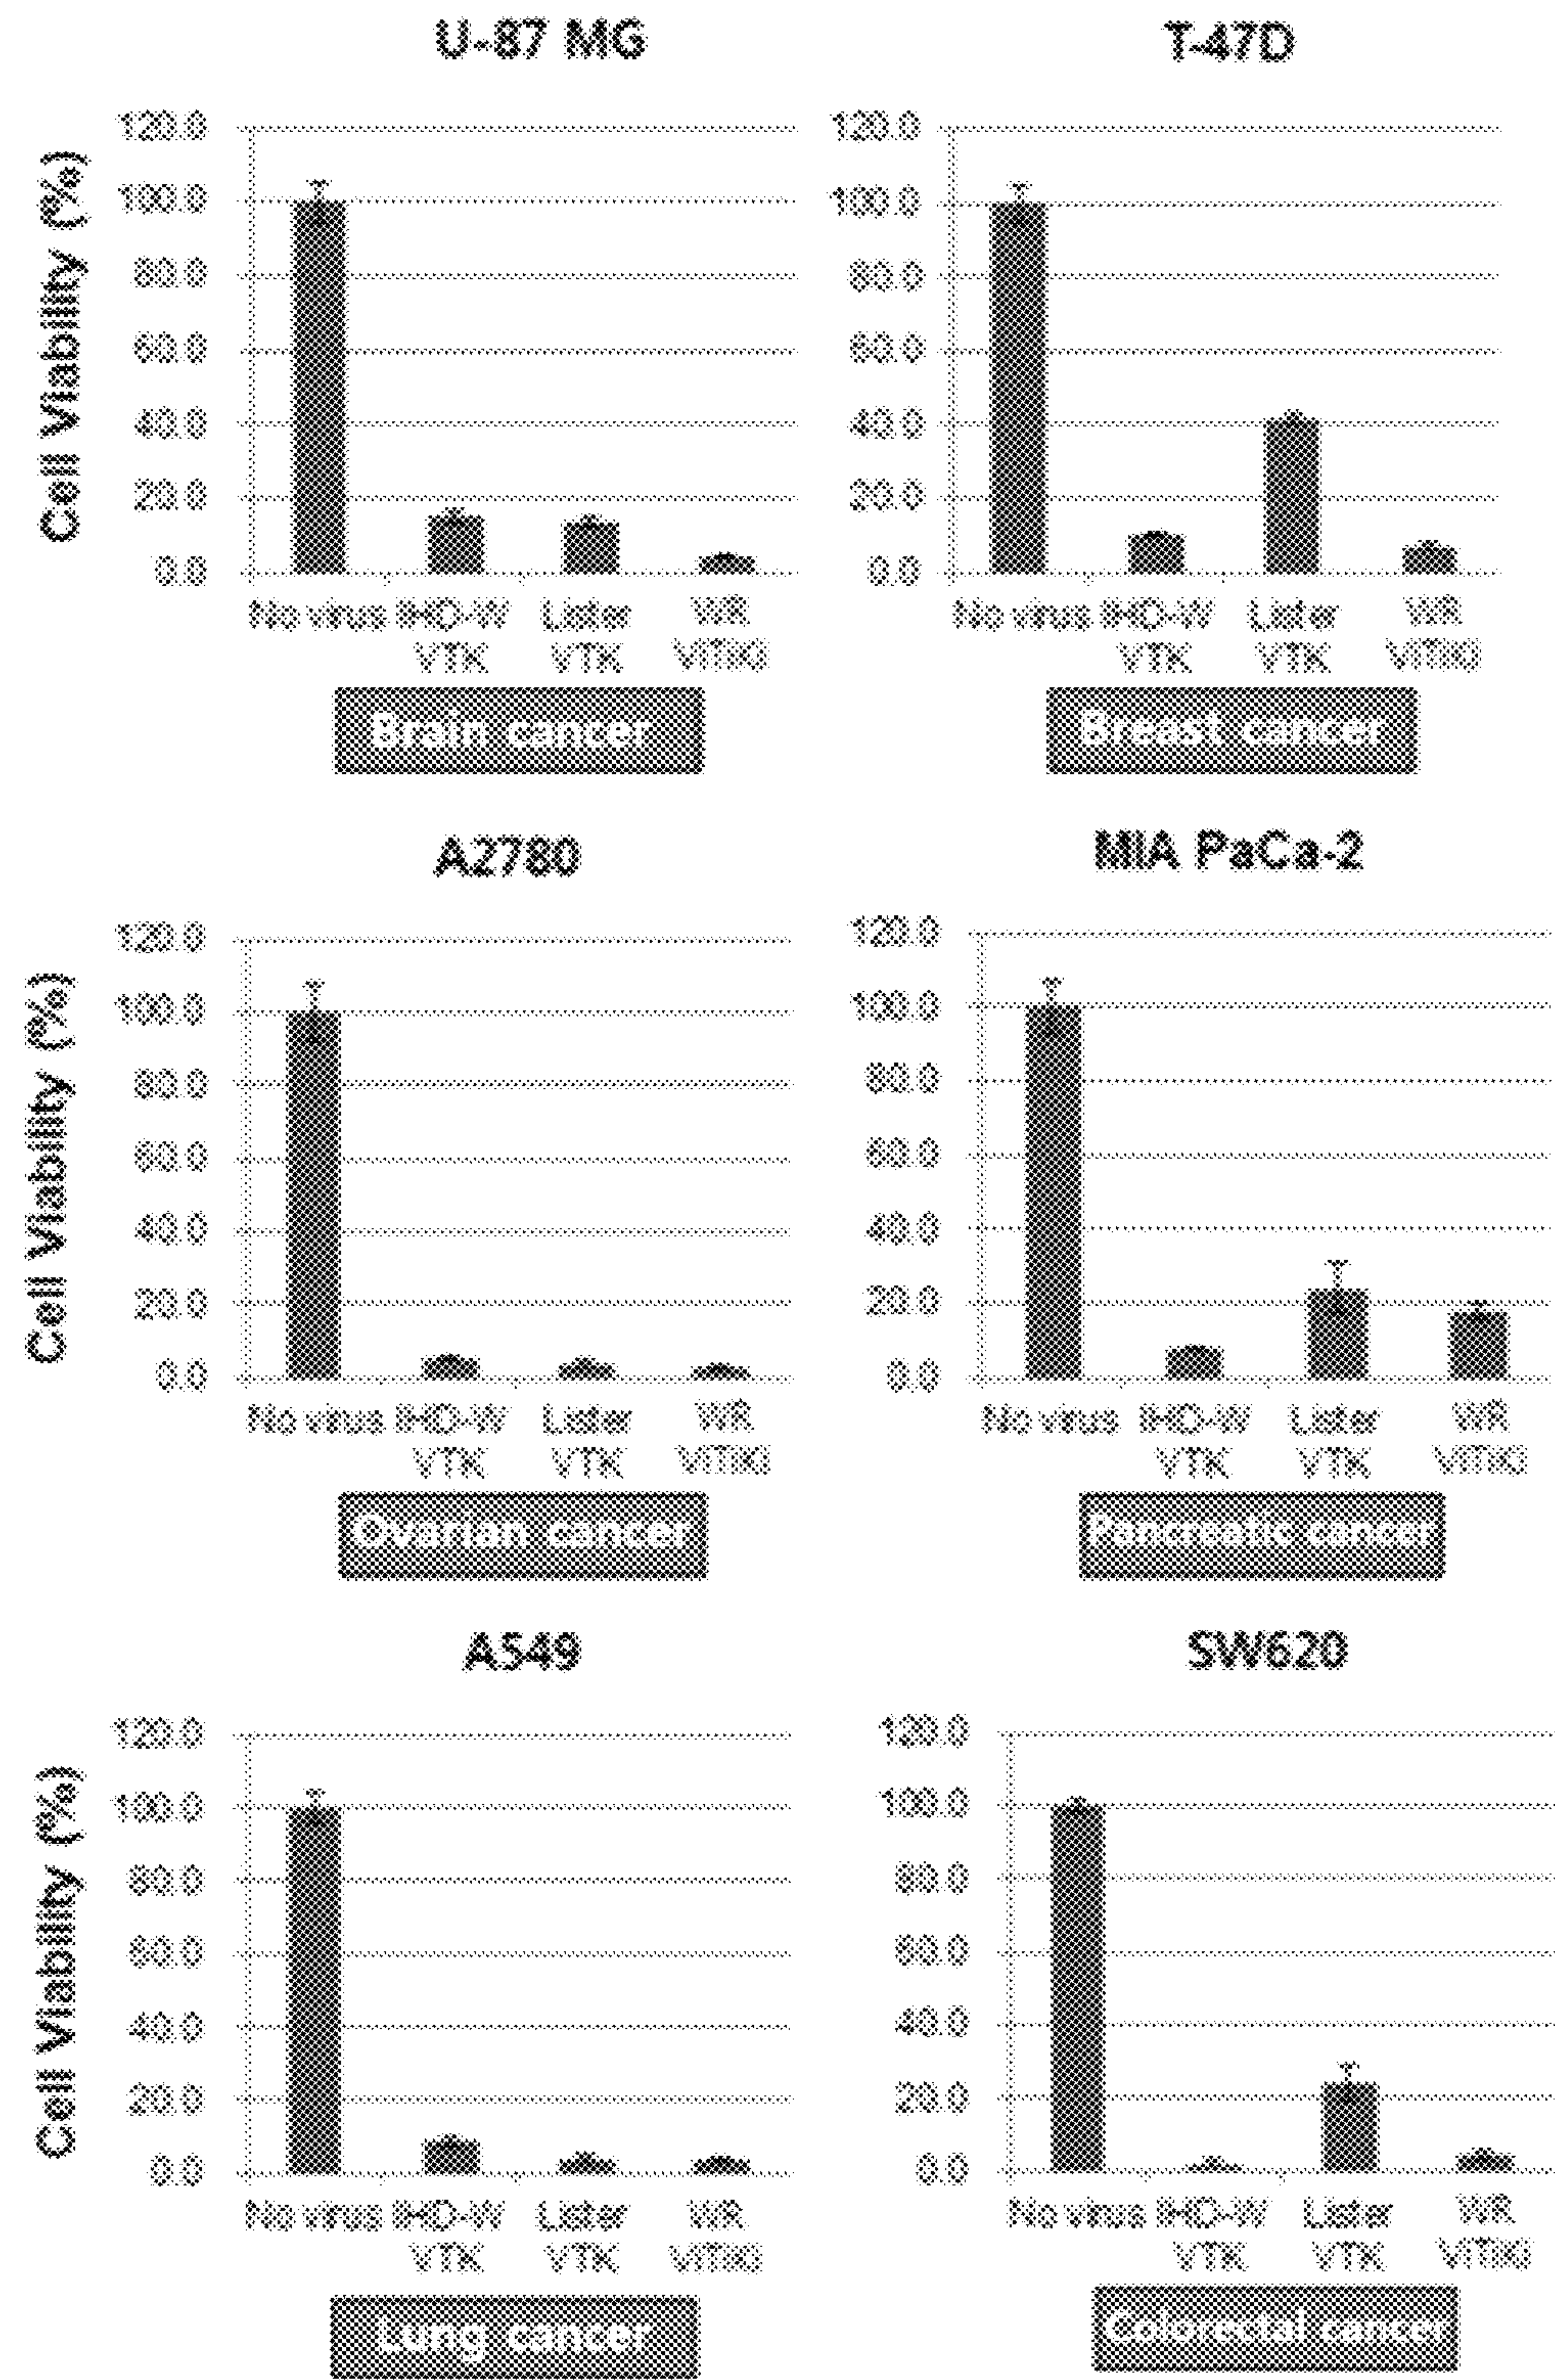 U-87 MG
Cell Viability (%)
120.0
100.0
80.0
60.0
40.0
20.0
0.0
No virus IHD-W Lister WR
VTK VTK
Brain cancer
T-47D
120.0
100.0
80.0
60.0
40.0
20.0
0.0
No virus IHD-W Lister WR
VTK VTK
Breast cancer
A2780
Cell Viability (%)
120.0
100.0
80.0
60.0
40.0
20.0
0.0
No virus IHD-W Lister WR
VTK VTK
Ovarian cancer
MIA PaCa-2
120.0
100.0
80.0
60.0
40.0
20.0
0.0
No virus IHD-W Lister WR
VTK VTK
Pancreatic cancer
A549
Cell Viability (%)
120.0
100.0
80.0
60.0
40.0
20.0
0.0
No virus IHD-W Lister WR
VTK VTK
Lung cancer
SW620
120.0
100.0
80.0
60.0
40.0
20.0
0.0
No virus IHD-W Lister WR
VTK VTK
Colorectal cancer